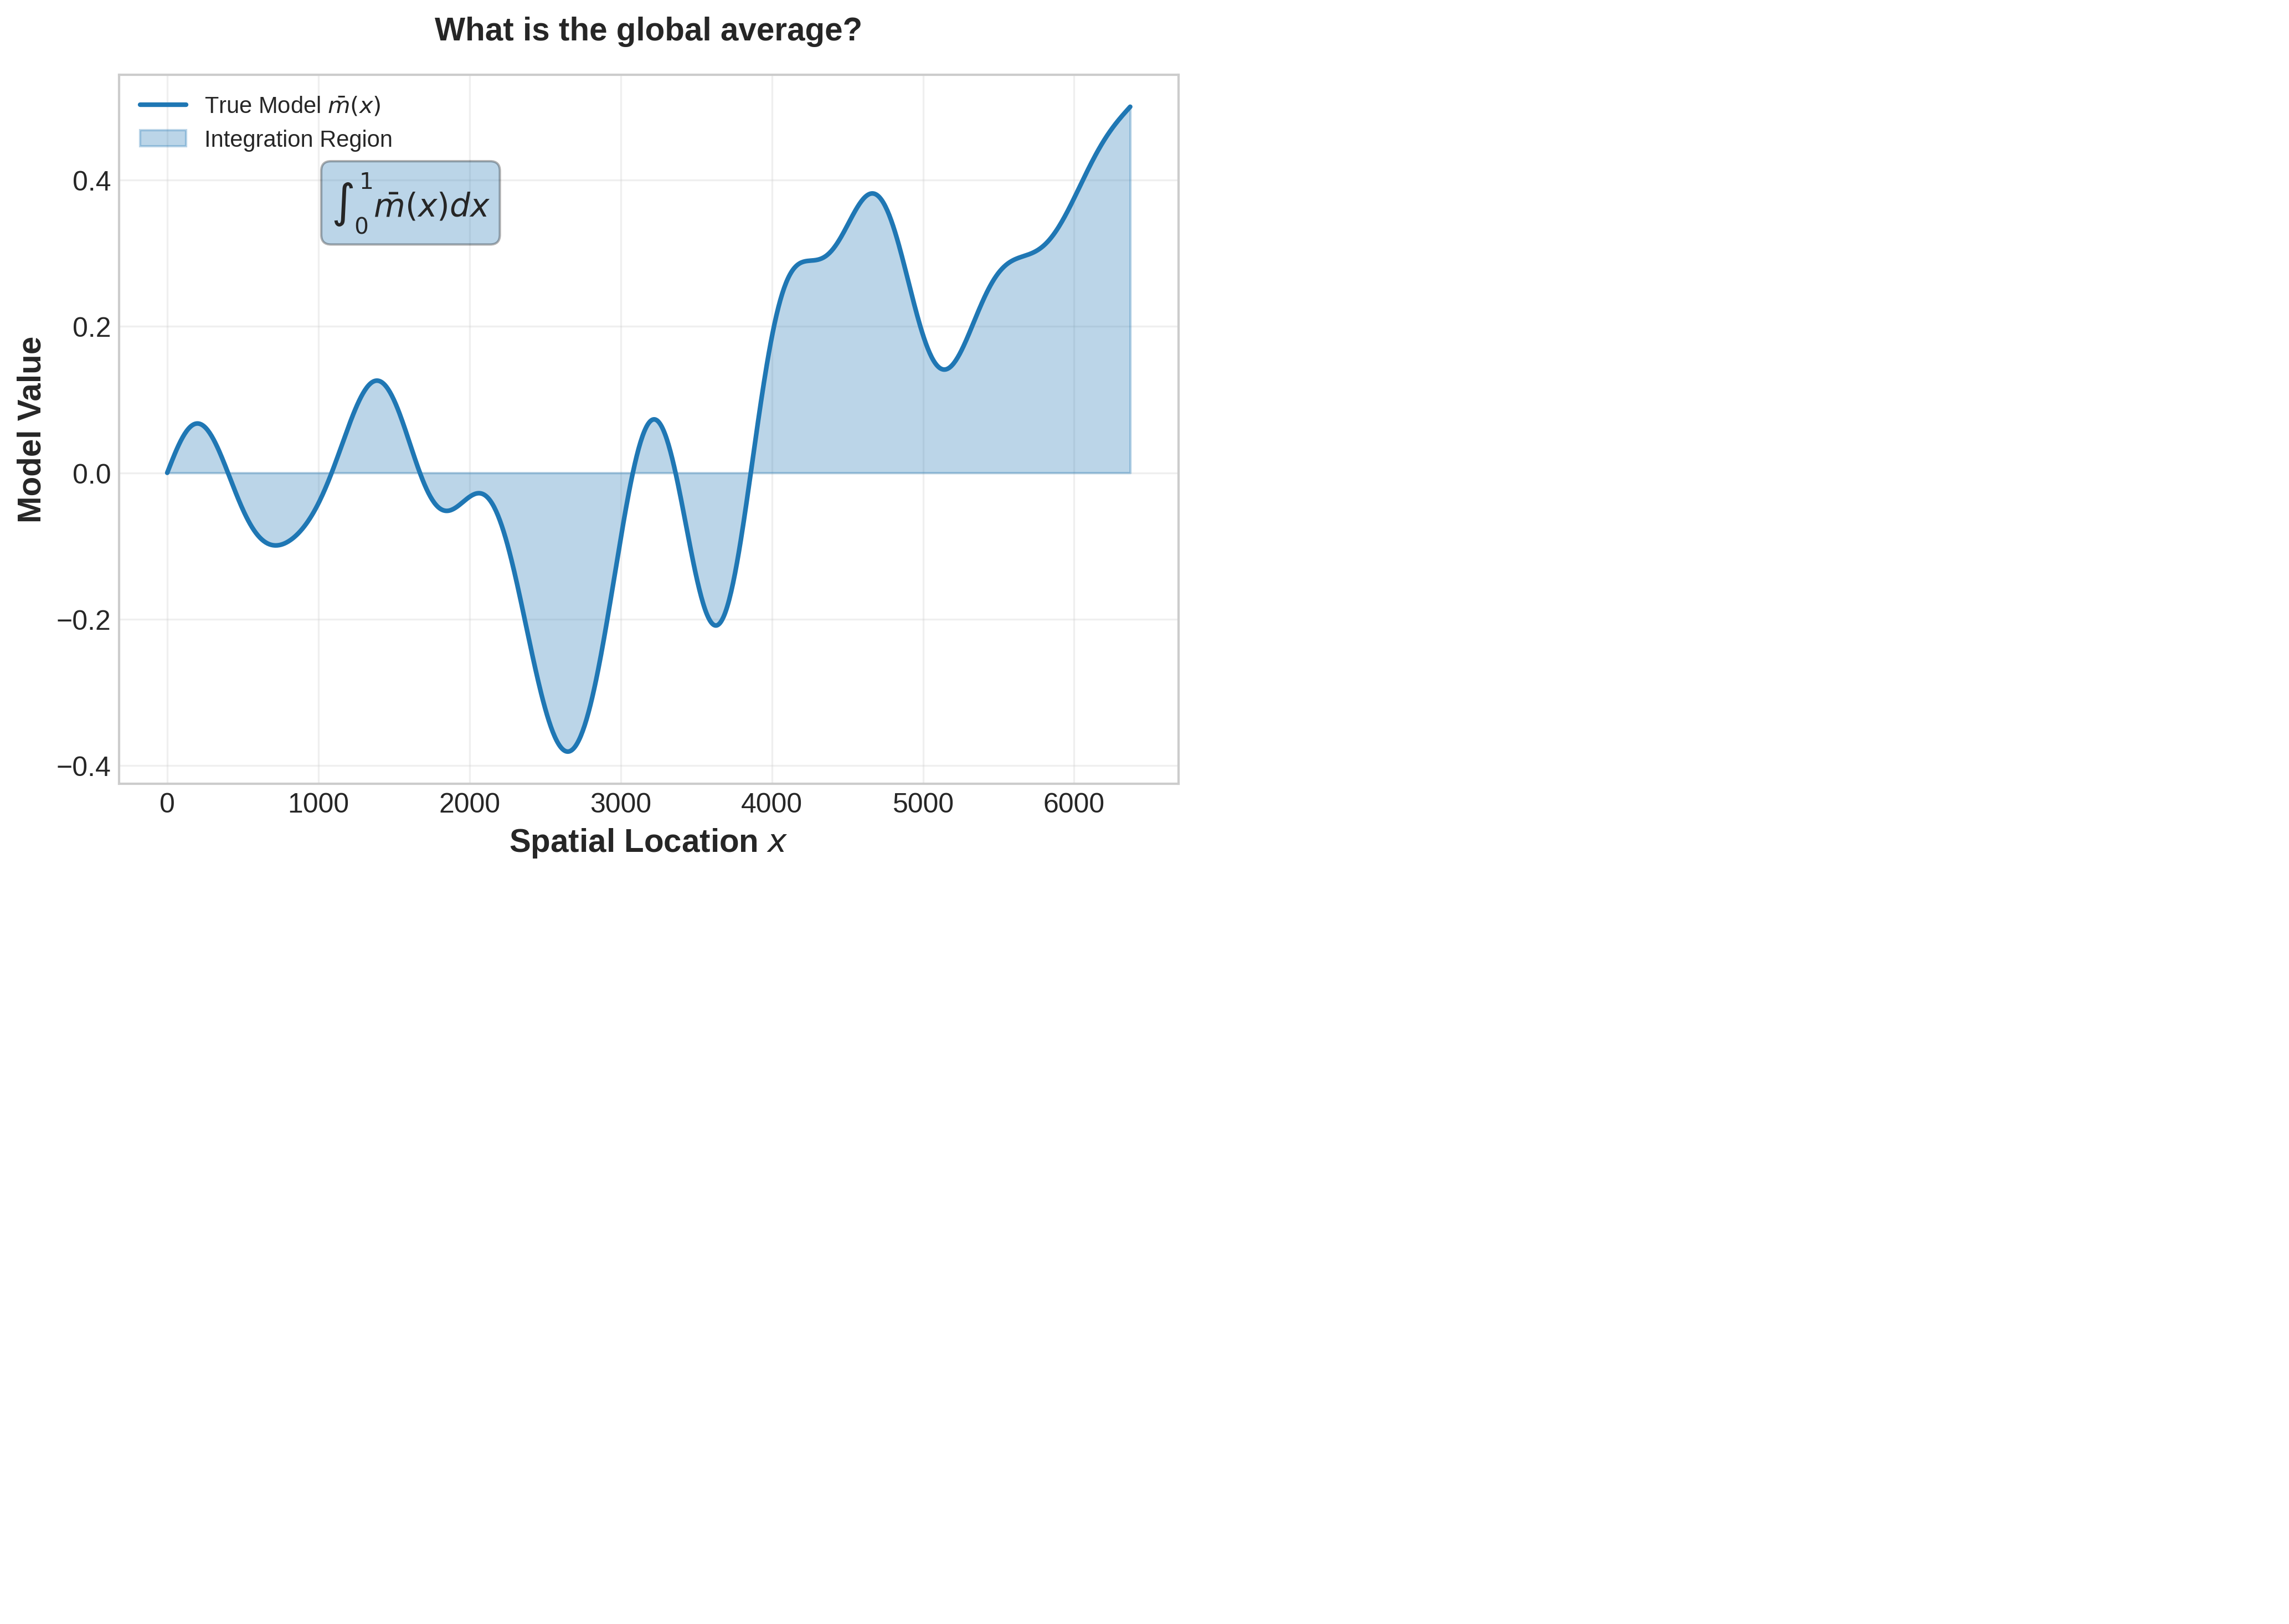 What is the global average?
True Model m̄(x)
Integration Region
∫₀¹ m̄(x)dx
Model Value
0.4
0.2
0.0
−0.2
−0.4
0 1000 2000 3000 4000 5000 6000
Spatial Location x